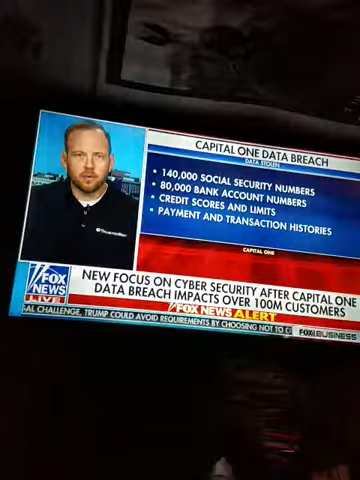 CAPITAL ONE DATA BREACH
DATA STOLEN
• 140,000 SOCIAL SECURITY NUMBERS
• 80,000 BANK ACCOUNT NUMBERS
• CREDIT SCORES AND LIMITS
• PAYMENT AND TRANSACTION HISTORIES
CAPITAL ONE
FOX
NEWS
LIVE
NEW FOCUS ON CYBER SECURITY AFTER CAPITAL ONE
DATA BREACH IMPACTS OVER 100M CUSTOMERS
FOX NEWS ALERT
AL CHALLENGE, TRUMP COULD AVOID REQUIREMENTS BY CHOOSING NOT TO
FOX BUSINESS